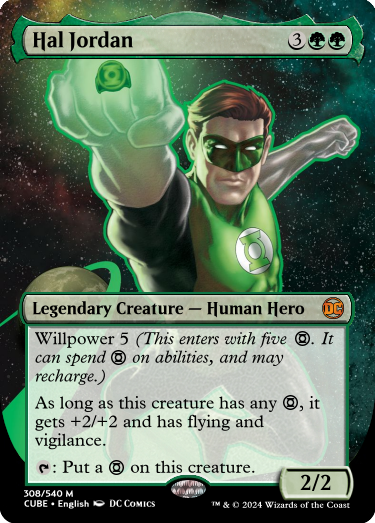 Hal Jordan 3
Legendary Creature — Human Hero DC
Willpower 5 (This enters with five . It
can spend on abilities, and may
recharge.)
As long as this creature has any , it
gets +2/+2 and has flying and
vigilance.
: Put a on this creature.
2/2
308/540 M
CUBE • English DC COMICS
™ & © 2024 Wizards of the Coast